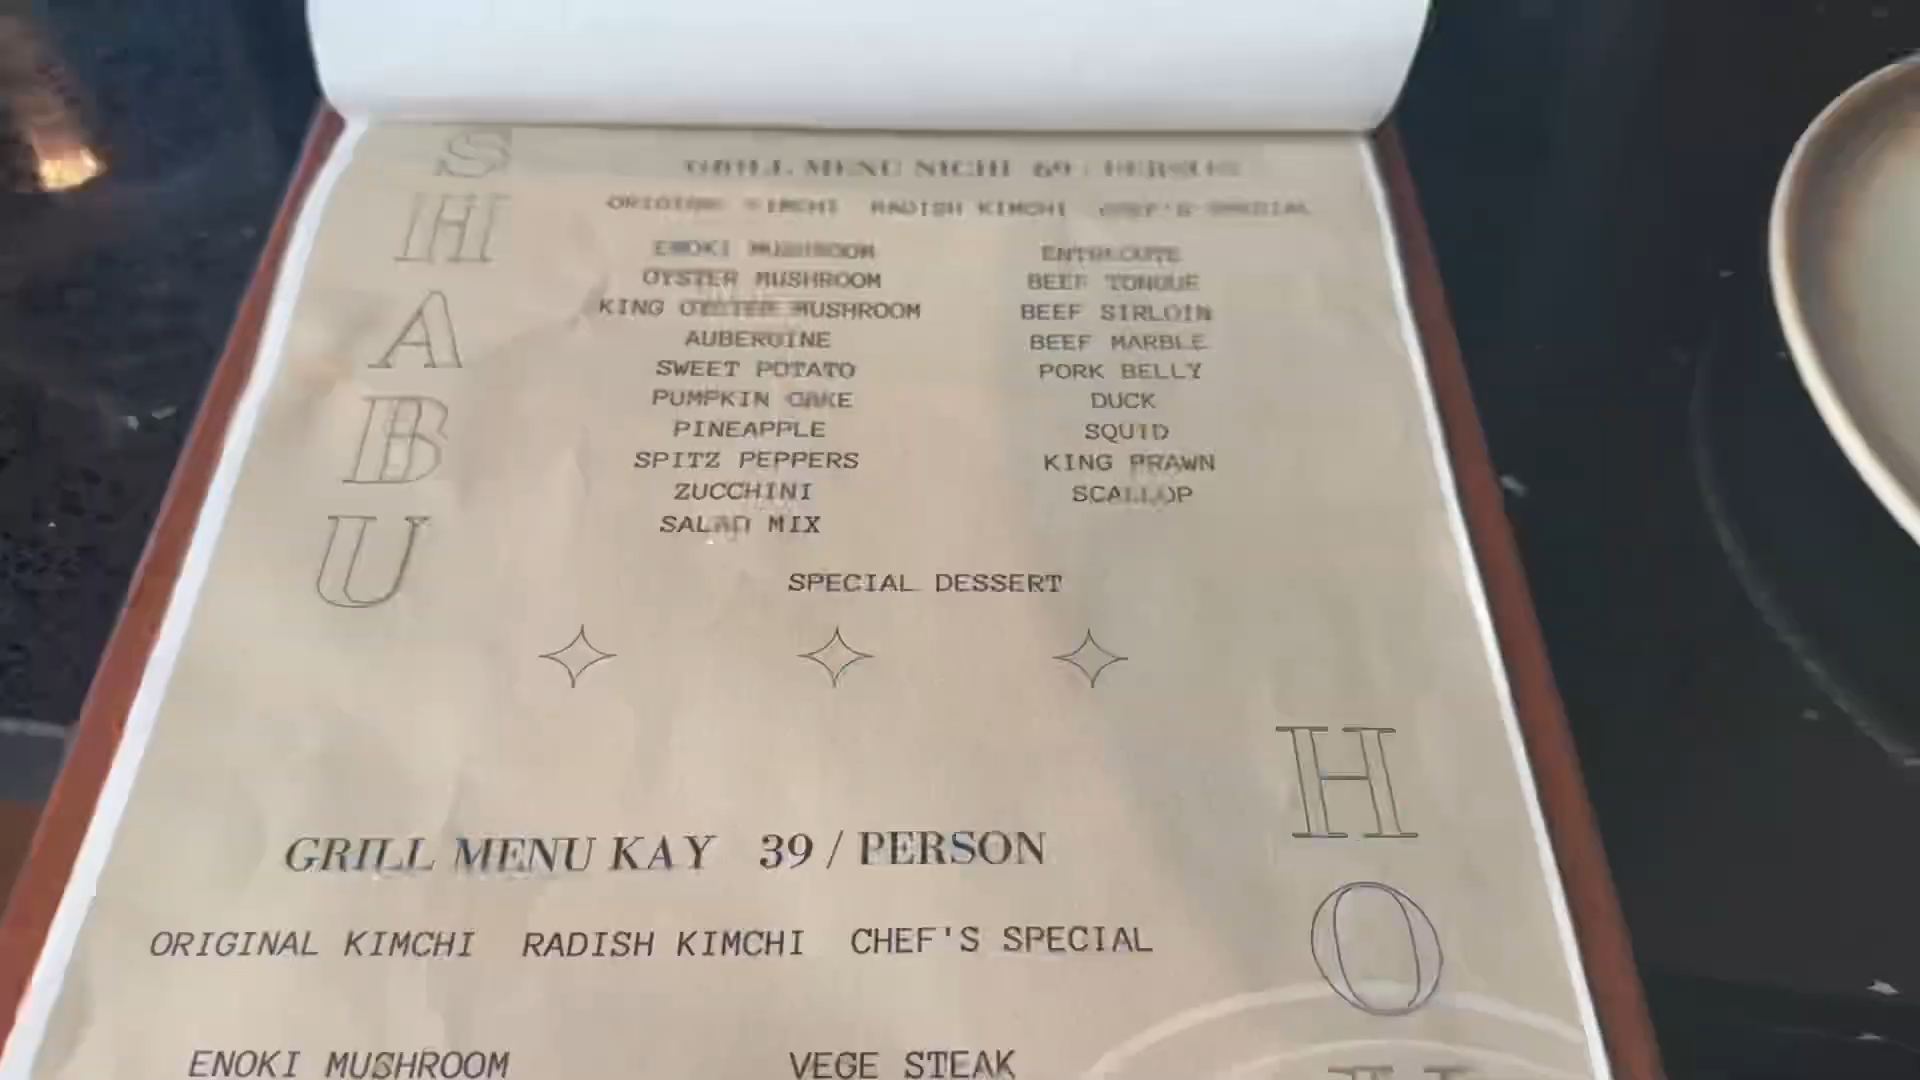 SHABU
GRILL MENU NICHI 69 / PERSON
ORIGINAL KIMCHI RADISH KIMCHI CHEF'S SPECIAL
ENOKI MUSHROOM
OYSTER MUSHROOM
KING OYSTER MUSHROOM
AUBERGINE
SWEET POTATO
PUMPKIN CAKE
PINEAPPLE
SPITZ PEPPERS
ZUCCHINI
SALAD MIX
ENTRECOTE
BEEF TONGUE
BEEF SIRLOIN
BEEF MARBLE
PORK BELLY
DUCK
SQUID
KING PRAWN
SCALLOP
SPECIAL DESSERT
GRILL MENU KAY 39 / PERSON
ORIGINAL KIMCHI RADISH KIMCHI CHEF'S SPECIAL
ENOKI MUSHROOM
VEGE STEAK
H
O